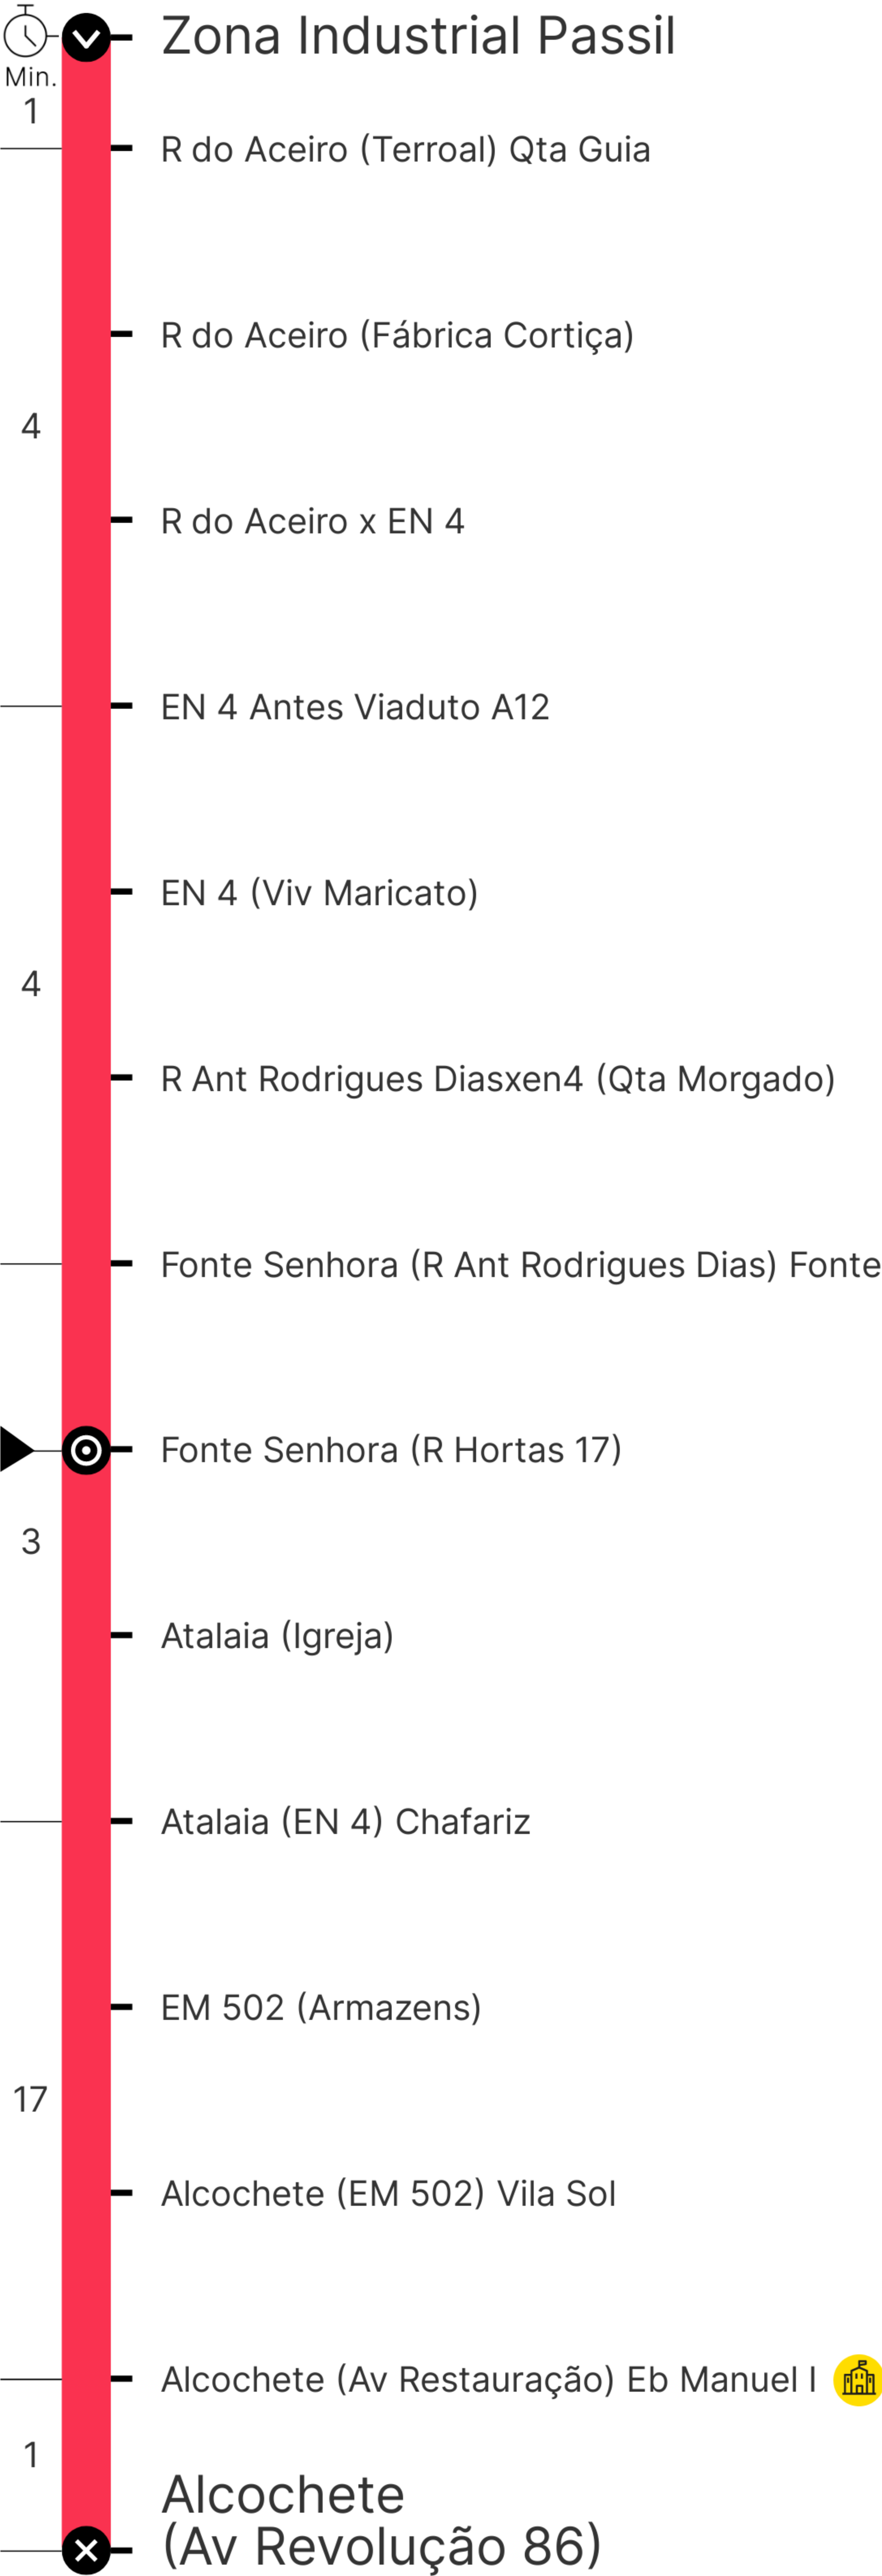 Zona Industrial Passil
Min.
1
R do Aceiro (Terroal) Qta Guia
R do Aceiro (Fábrica Cortiça)
4
R do Aceiro x EN 4
EN 4 Antes Viaduto A12
EN 4 (Viv Maricato)
4
R Ant Rodrigues Diasxen4 (Qta Morgado)
Fonte Senhora (R Ant Rodrigues Dias) Fonte
Fonte Senhora (R Hortas 17)
3
Atalaia (Igreja)
Atalaia (EN 4) Chafariz
EM 502 (Armazens)
17
Alcochete (EM 502) Vila Sol
Alcochete (Av Restauração) Eb Manuel I
1
Alcochete
(Av Revolução 86)